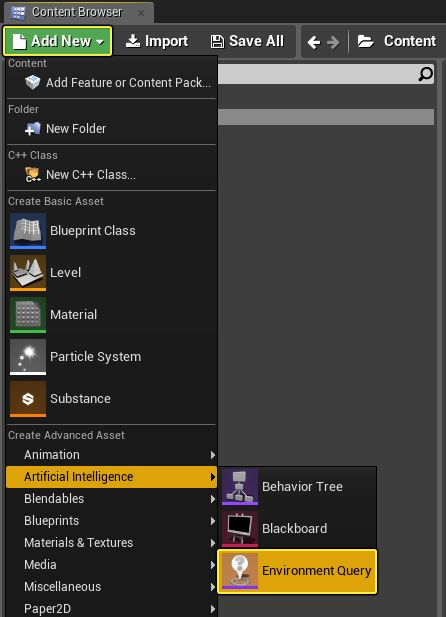 Content Browser
Add New Import Save All Content
Content
Add Feature or Content Pack...
Folder
New Folder
C++ Class
New C++ Class...
Create Basic Asset
Blueprint Class
Level
Material
Particle System
Substance
Create Advanced Asset
Animation
Artificial Intelligence
Behavior Tree
Blendables
Blueprints
Blackboard
Materials & Textures
Media
Environment Query
Miscellaneous
Paper2D